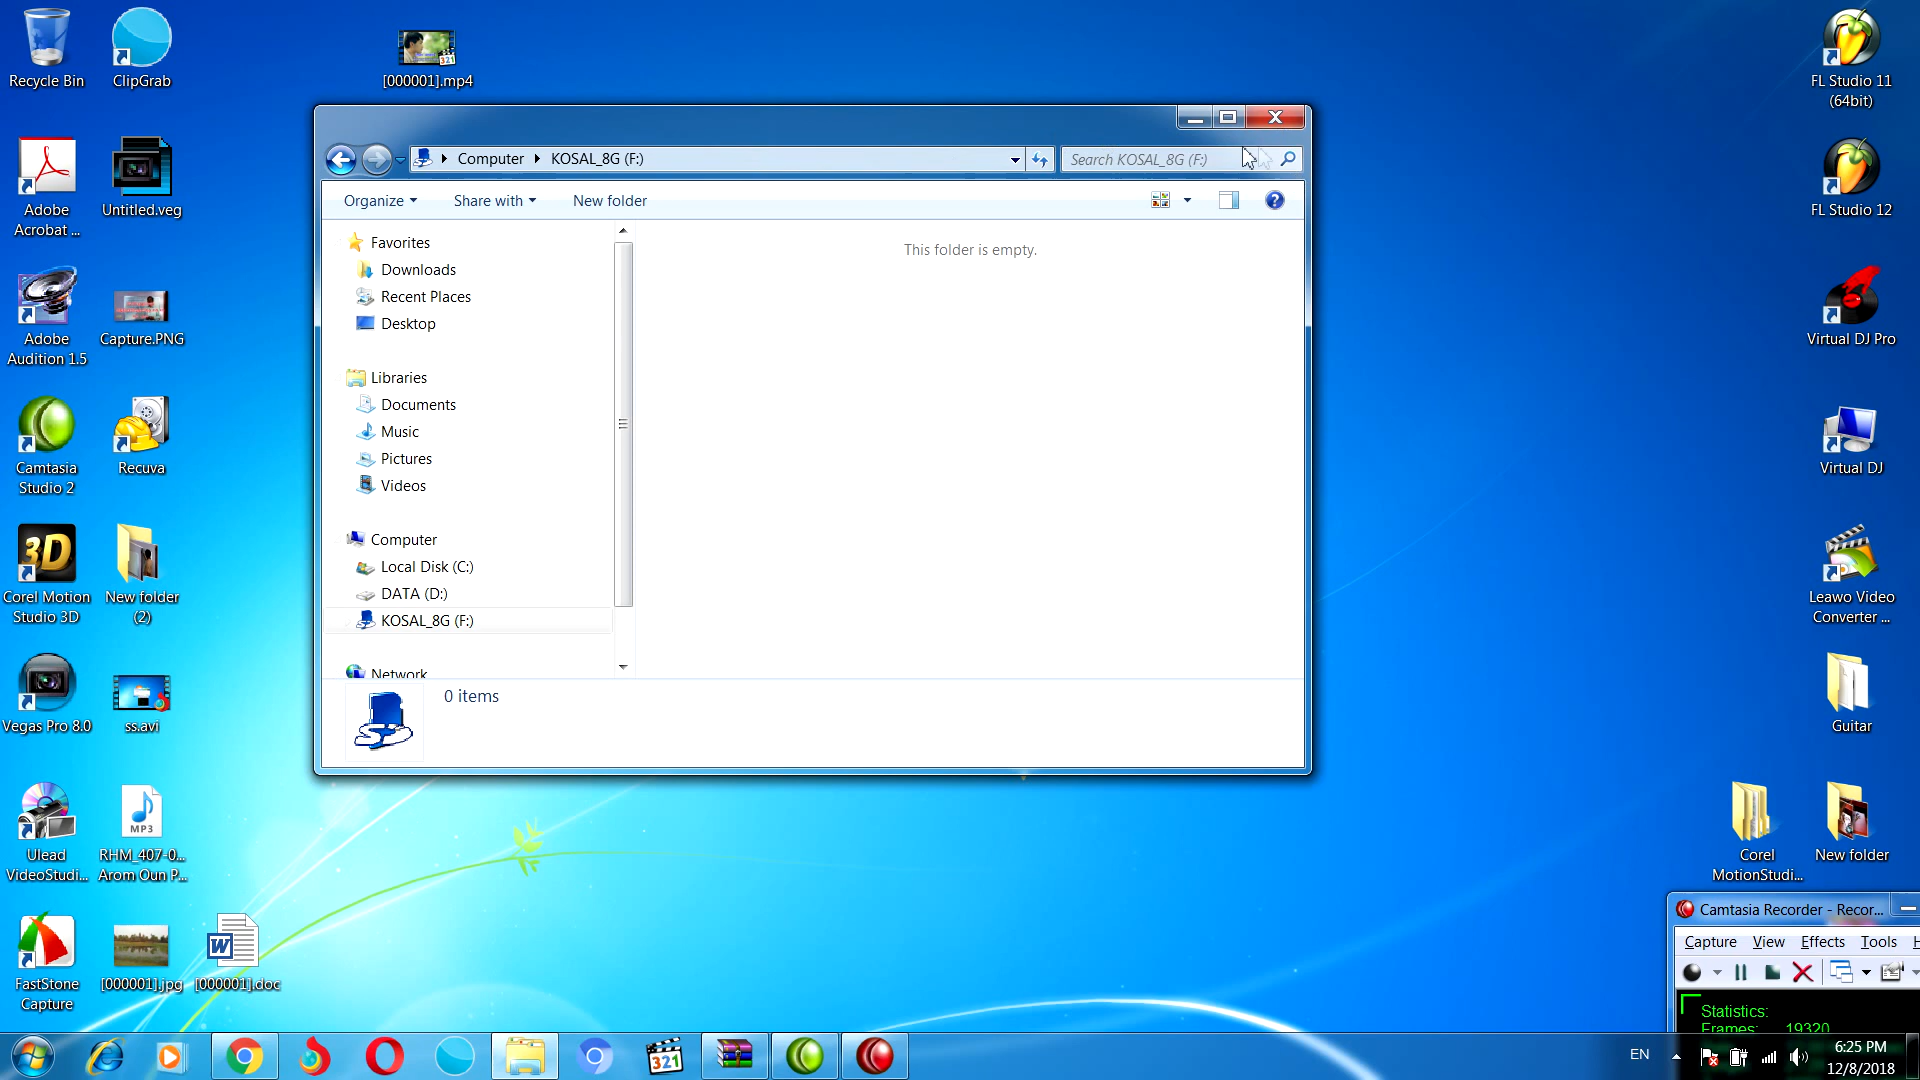 Recycle Bin
ClipGrab
[000001].mp4
FL Studio 11
(64bit)
Computer
KOSAL_8G (F:)
Search KOSAL_8G (F:)
Organize
Share with
New folder
Adobe
Acrobat ...
Untitled.veg
FL Studio 12
Favorites
Downloads
Recent Places
Desktop
This folder is empty.
Adobe
Audition 1.5
Capture.PNG
Virtual DJ Pro
Libraries
Documents
Music
Pictures
Videos
Camtasia
Studio 2
Recuva
Virtual DJ
Computer
Local Disk (C:)
DATA (D:)
KOSAL_8G (F:)
Network
3D
Corel Motion
Studio 3D
New folder
(2)
Leawo Video
Converter ...
0 items
Vegas Pro 8.0
ss.avi
Guitar
MP3
Ulead
VideoStudi...
RHM_407-0...
Arom Oun P...
Corel
MotionStudi...
New folder
FastStone
Capture
[000001].jpg
W
[000001].doc
Camtasia Recorder - Recor...
Capture
View
Effects
Tools
H
Statistics:
Frames: 19320
321
EN
6:25 PM
12/8/2018